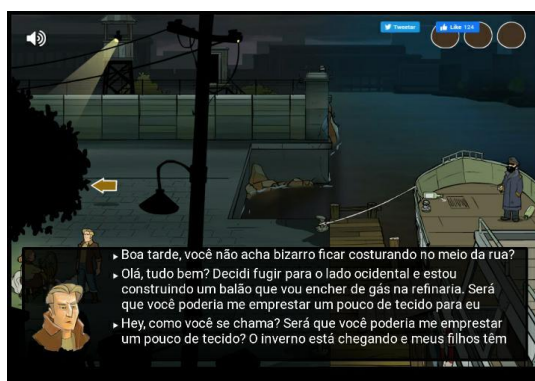 Tweetar
Like 124
▸ Boa tarde, você não acha bizarro ficar costurando no meio da rua?
▸ Olá, tudo bem? Decidi fugir para o lado ocidental e estou
construindo um balão que vou encher de gás na refinaria. Será
que você poderia me emprestar um pouco de tecido para eu
▸ Hey, como você se chama? Será que você poderia me emprestar
um pouco de tecido? O inverno está chegando e meus filhos têm